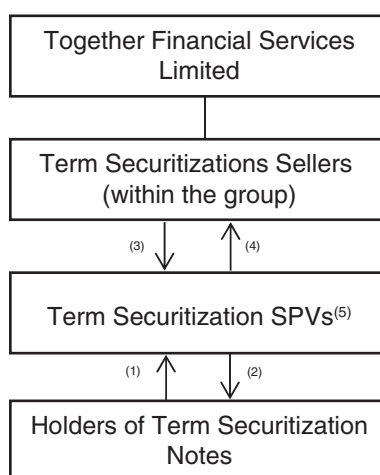 Together Financial Services
Limited
Term Securitizations Sellers
(within the group)
(3) (4)
Term Securitization SPVs(5)
(1) (2)
Holders of Term Securitization
Notes